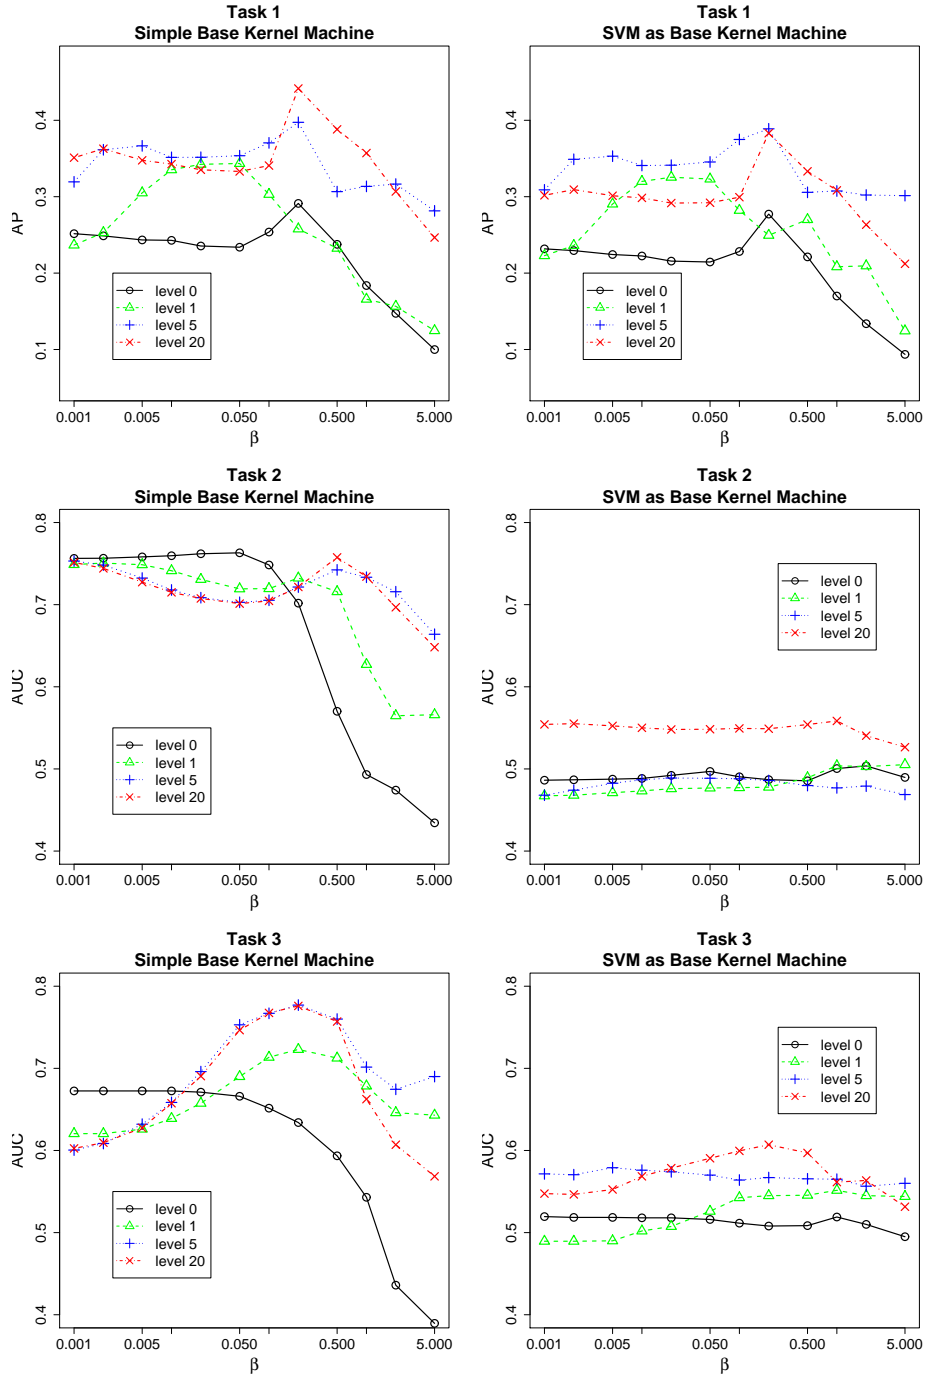 Task 1
Simple Base Kernel Machine
AP
0.4
0.3
0.2
0.1
level 0
level 1
level 5
level 20
0.001
0.005
0.050
0.500
5.000
β
Task 1
SVM as Base Kernel Machine
AP
0.4
0.3
0.2
0.1
level 0
level 1
level 5
level 20
0.001
0.005
0.050
0.500
5.000
β
Task 2
Simple Base Kernel Machine
AUC
0.8
0.7
0.6
0.5
0.4
level 0
level 1
level 5
level 20
0.001
0.005
0.050
0.500
5.000
β
Task 2
SVM as Base Kernel Machine
AUC
0.8
0.7
0.6
0.5
0.4
level 0
level 1
level 5
level 20
0.001
0.005
0.050
0.500
5.000
β
Task 3
Simple Base Kernel Machine
AUC
0.8
0.7
0.6
0.5
0.4
level 0
level 1
level 5
level 20
0.001
0.005
0.050
0.500
5.000
β
Task 3
SVM as Base Kernel Machine
AUC
0.8
0.7
0.6
0.5
0.4
level 0
level 1
level 5
level 20
0.001
0.005
0.050
0.500
5.000
β